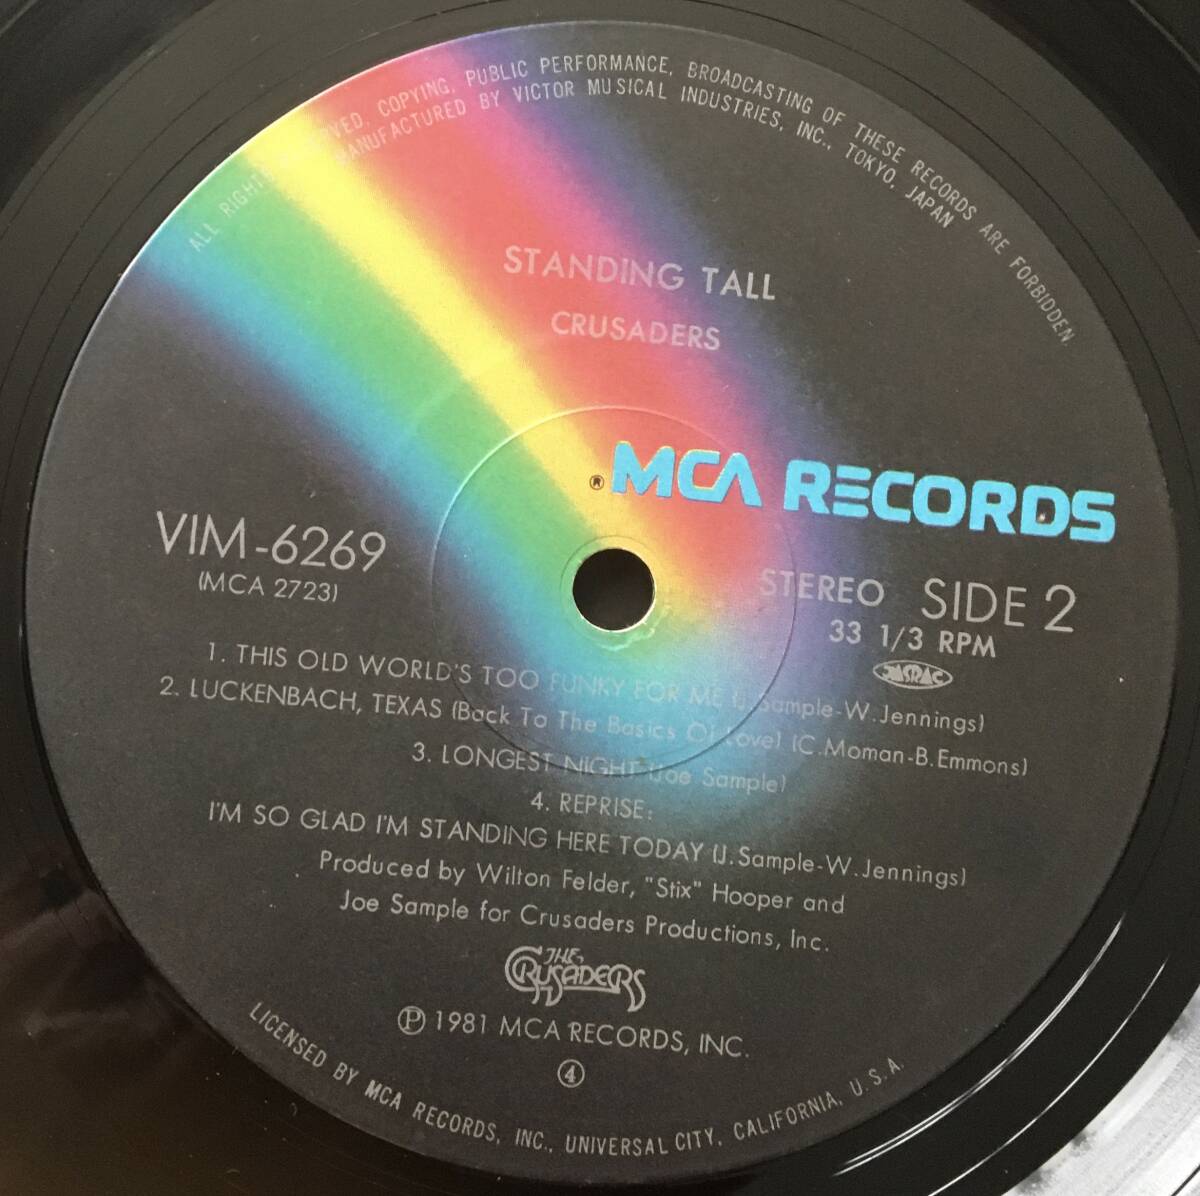 ALL RIGHTS RESERVED, COPYING, PUBLIC PERFORMANCE, BROADCASTING OF THESE RECORDS ARE FORBIDDEN
MANUFACTURED BY VICTOR MUSICAL INDUSTRIES, INC., TOKYO, JAPAN
STANDING TALL
CRUSADERS
® MCA RECORDS
VIM-6269
(MCA 2723)
STEREO SIDE 2
33 1/3 RPM
JASRAC
1. THIS OLD WORLD'S TOO FUNKY FOR ME (J.Sample-W.Jennings)
2. LUCKENBACH, TEXAS (Back To The Basics Of Love) (C.Moman-B.Emmons)
3. LONGEST NIGHT (Joe Sample)
4. REPRISE:
I'M SO GLAD I'M STANDING HERE TODAY (J.Sample-W.Jennings)
Produced by Wilton Felder, "Stix" Hooper and
Joe Sample for Crusaders Productions, Inc.
THE CRUSADERS
℗ 1981 MCA RECORDS, INC.
④
LICENSED BY MCA RECORDS, INC., UNIVERSAL CITY, CALIFORNIA, U.S.A.